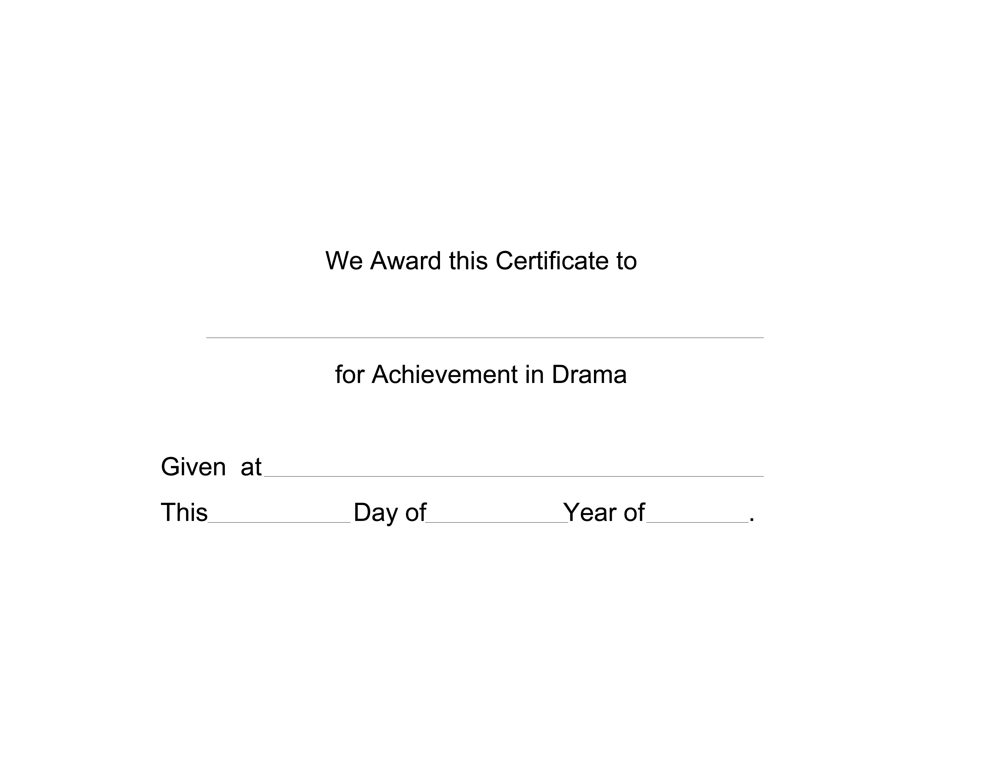 We Award this Certificate to
for Achievement in Drama
Given at
This Day of Year of .